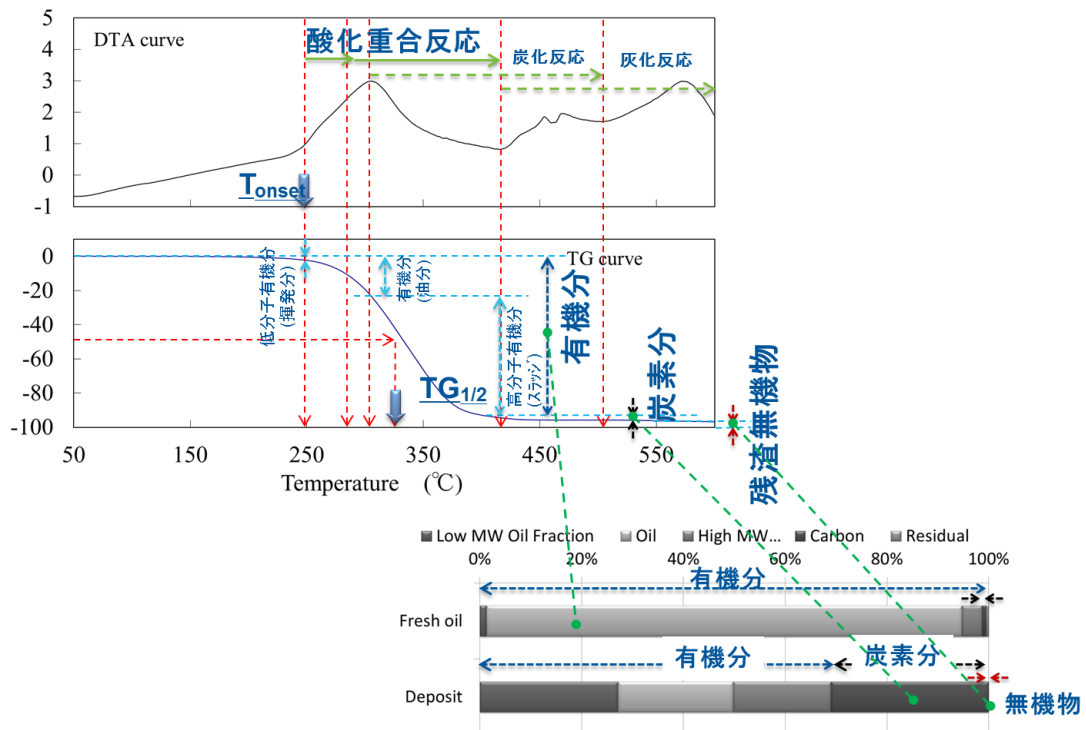 5
4
3
2
1
0
-1
DTA curve
酸化重合反応
炭化反応
灰化反応
Tonset
0
-20
-40
-60
-80
-100
TG curve
低分子有機分
(揮発分)
有機分
(油分)
高分子有機分
(ｽﾗｯｼﾞ)
有機分
炭素分
残渣無機物
TG1/2
50
150
250
350
450
550
Temperature (℃)
Low MW Oil Fraction
Oil
High MW…
Carbon
Residual
0%
20%
40%
60%
80%
100%
有機分
Fresh oil
有機分
炭素分
Deposit
無機物